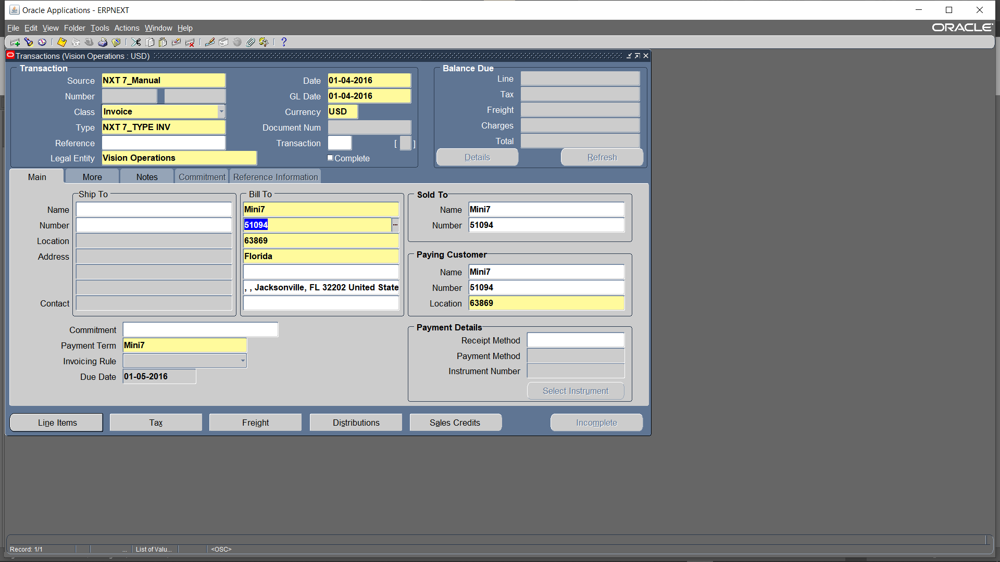 Oracle Applications - ERPNEXT
File Edit View Folder Tools Actions Window Help
ORACLE
Transactions (Vision Operations : USD)
Transaction
Source NXT 7_Manual
Number
Class Invoice
Type NXT 7_TYPE INV
Reference
Legal Entity Vision Operations
Date 01-04-2016
GL Date 01-04-2016
Currency USD
Document Num
Transaction [ ]
Complete
Balance Due
Line
Tax
Freight
Charges
Total
Details Refresh
Main More Notes Commitment Reference Information
Ship To
Name
Number
Location
Address
Contact
Bill To
Mini7
51094
63869
Florida
, , Jacksonville, FL 32202 United State
Sold To
Name Mini7
Number 51094
Paying Customer
Name Mini7
Number 51094
Location 63869
Commitment
Payment Term Mini7
Invoicing Rule
Due Date 01-05-2016
Payment Details
Receipt Method
Payment Method
Instrument Number
Select Instrument
Line Items Tax Freight Distributions Sales Credits Incomplete
Record: 1/1 ... List of Valu... <OSC>